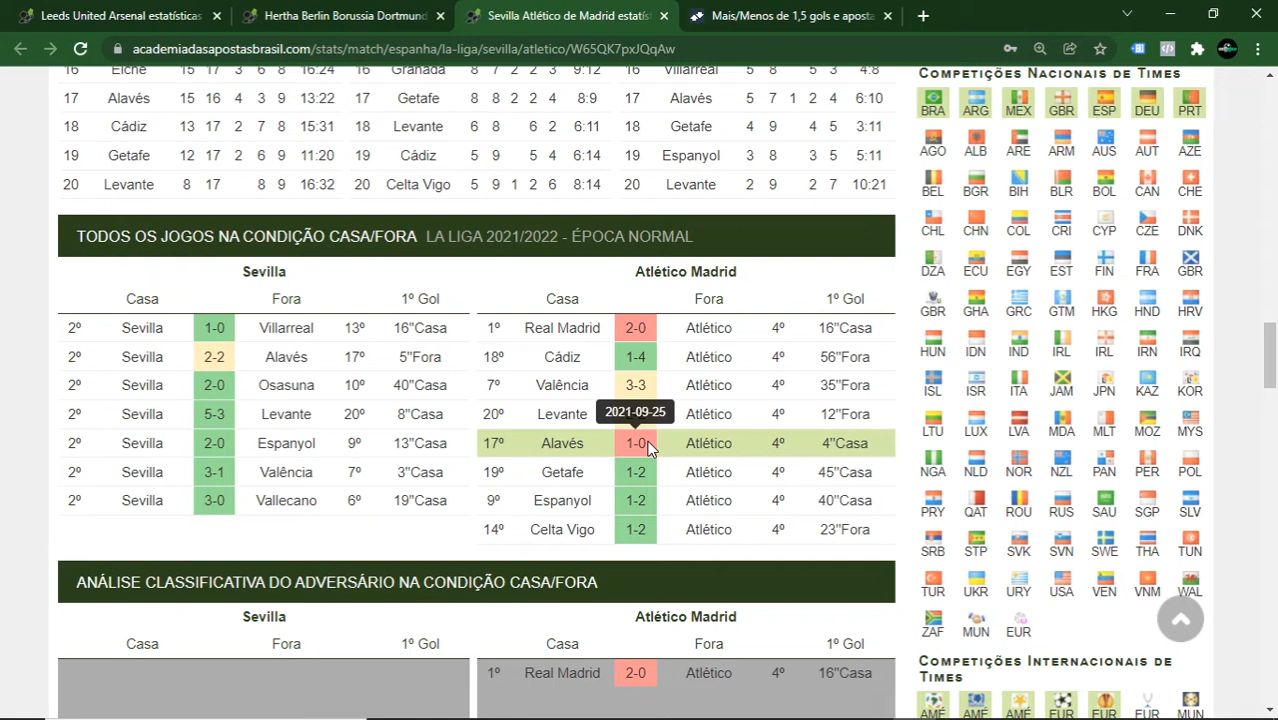 Leeds United Arsenal estatísticas
Hertha Berlin Borussia Dortmund
Sevilla Atlético de Madrid estatís
Mais/Menos de 1,5 gols e aposta
academiadasapostasbrasil.com/stats/match/espanha/la-liga/sevilla/atletico/W65QK7pxJQqAw
16 Elche 15 17 3 6 8 16:24 16 Granada 8 7 2 2 3 9:12 16 Villarreal 5 8 5 3 4:8
17 Alavés 15 16 4 3 9 13:22 17 Getafe 8 8 2 2 4 8:9 17 Alavés 5 7 1 2 4 6:10
18 Cádiz 13 17 2 7 8 15:31 18 Levante 6 8 6 2 6:11 18 Getafe 4 9 4 5 3:11
19 Getafe 12 17 2 6 9 11:20 19 Cádiz 5 9 5 4 6:14 19 Espanyol 3 8 3 5 5:11
20 Levante 8 17 8 9 16:32 20 Celta Vigo 5 9 1 2 6 8:14 20 Levante 2 9 2 7 10:21
TODOS OS JOGOS NA CONDIÇÃO CASA/FORA LA LIGA 2021/2022 - ÉPOCA NORMAL
Sevilla Atlético Madrid
Casa Fora 1º Gol Casa Fora 1º Gol
2º Sevilla 1-0 Villarreal 13º 16"Casa 1º Real Madrid 2-0 Atlético 4º 16"Casa
2º Sevilla 2-2 Alavés 17º 5"Fora 18º Cádiz 1-4 Atlético 4º 56"Fora
2º Sevilla 2-0 Osasuna 10º 40"Casa 7º Valência 3-3 Atlético 4º 35"Fora
2º Sevilla 5-3 Levante 20º 8"Casa 20º Levante 2021-09-25 Atlético 4º 12"Fora
2º Sevilla 2-0 Espanyol 9º 13"Casa 17º Alavés 1-0 Atlético 4º 4"Casa
2º Sevilla 3-1 Valência 7º 3"Casa 19º Getafe 1-2 Atlético 4º 45"Casa
2º Sevilla 3-0 Vallecano 6º 19"Casa 9º Espanyol 1-2 Atlético 4º 40"Casa
14º Celta Vigo 1-2 Atlético 4º 23"Fora
ANÁLISE CLASSIFICATIVA DO ADVERSÁRIO NA CONDIÇÃO CASA/FORA
Sevilla Atlético Madrid
Casa Fora 1º Gol Casa Fora 1º Gol
1º Real Madrid 2-0 Atlético 4º 16"Casa
Competições Nacionais de Times
BRA ARG MEX GBR ESP DEU PRT
AGO ALB ARE ARM AUS AUT AZE
BEL BGR BIH BLR BOL CAN CHE
CHL CHN COL CRI CYP CZE DNK
DZA ECU EGY EST FIN FRA GBR
GBR GHA GRC GTM HKG HND HRV
HUN IDN IND IRL IRL IRN IRQ
ISL ISR ITA JAM JPN KAZ KOR
LTU LUX LVA MDA MLT MOZ MYS
NGA NLD NOR NZL PAN PER POL
PRY QAT ROU RUS SAU SGP SLV
SRB STP SVK SVN SWE THA TUN
TUR UKR URY USA VEN VNM WAL
ZAF MUN EUR
Competições Internacionais de
Times
AMÉ AMÉ AMÉ EUR EUR EUR MUN